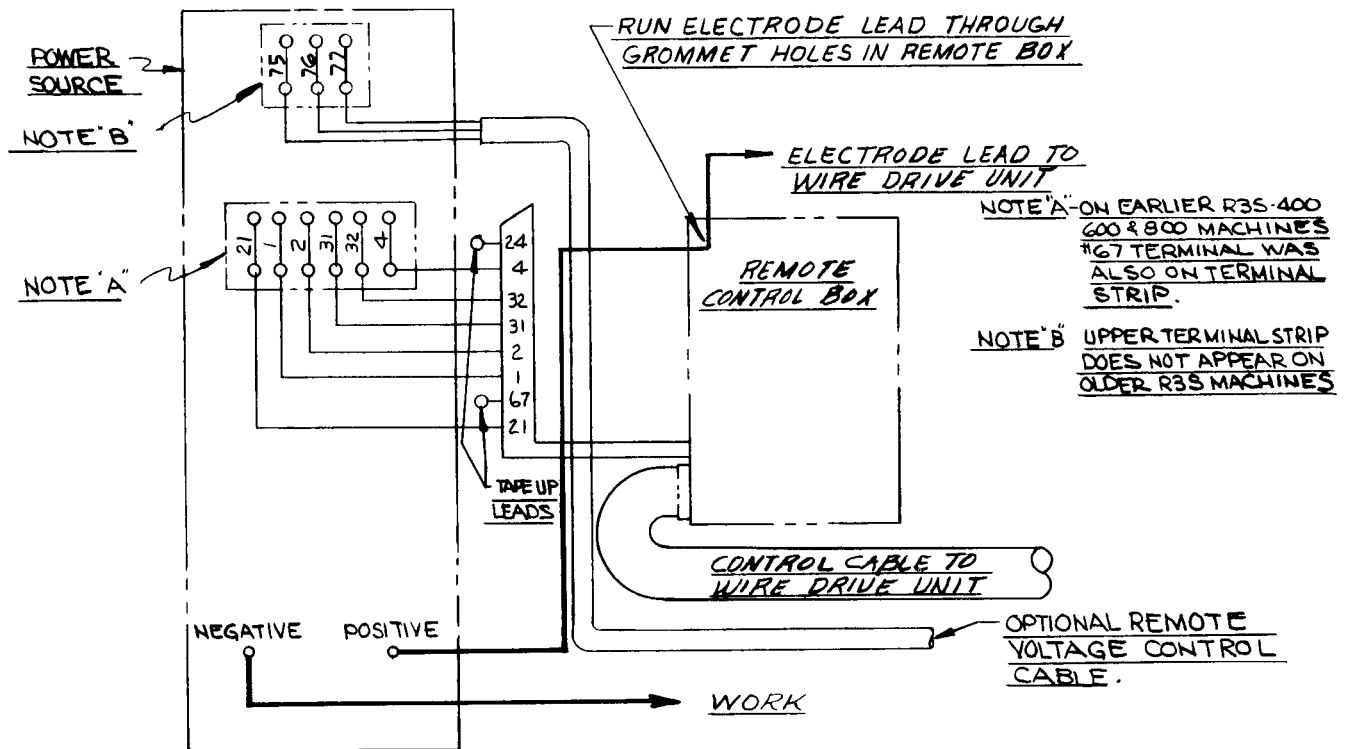 POWER
SOURCE
75 76 77
NOTE "B"
RUN ELECTRODE LEAD THROUGH
GROMMET HOLES IN REMOTE BOX
ELECTRODE LEAD TO
WIRE DRIVE UNIT
21 1 2 31 32 4
NOTE "A"
24
4
32
31
2
1
67
21
TAPE UP
LEADS
REMOTE
CONTROL BOX
NOTE "A"-ON EARLIER R3S-400
600 & 800 MACHINES
#67 TERMINAL WAS
ALSO ON TERMINAL
STRIP.
NOTE "B" UPPER TERMINAL STRIP
DOES NOT APPEAR ON
OLDER R3S MACHINES
CONTROL CABLE TO
WIRE DRIVE UNIT
NEGATIVE POSITIVE
OPTIONAL REMOTE
VOLTAGE CONTROL
CABLE.
WORK